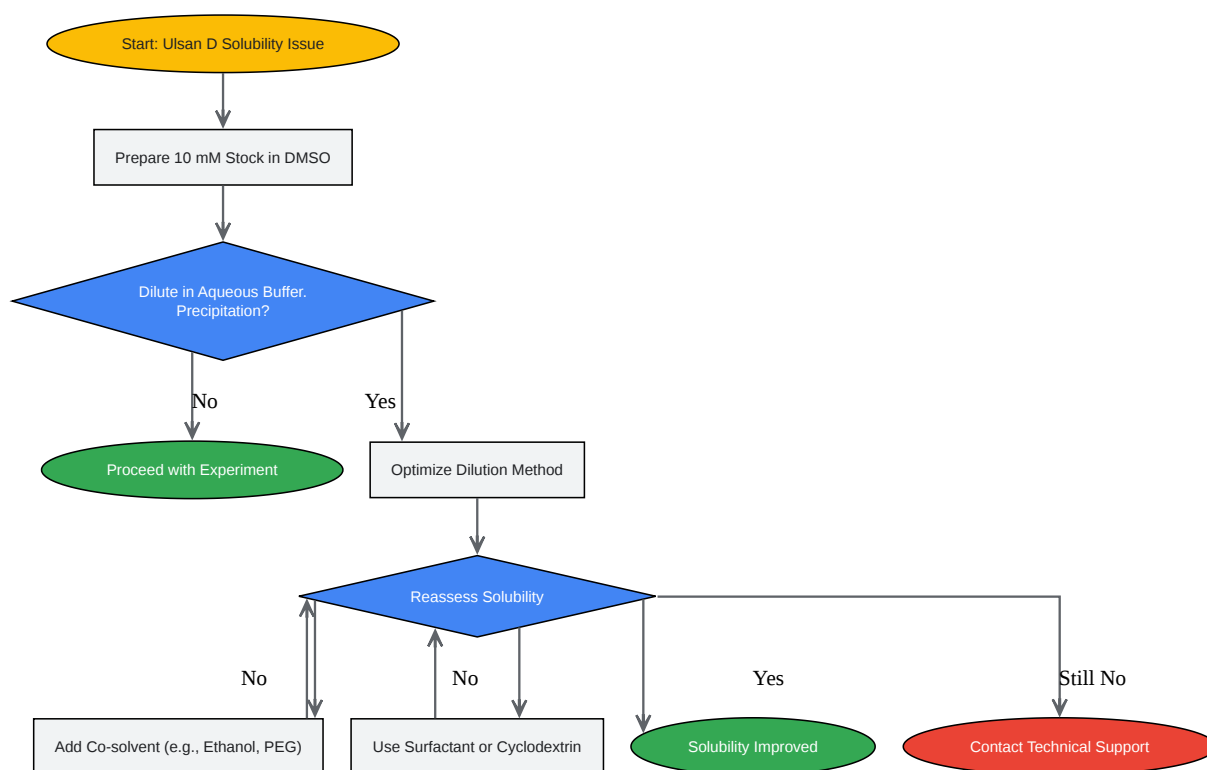 Start: Ulsan D Solubility Issue
Prepare 10 mM Stock in DMSO
Dilute in Aqueous Buffer.
Precipitation?
No
Yes
Proceed with Experiment
Optimize Dilution Method
Reassess Solubility
No
No
Yes
Still No
Add Co-solvent (e.g., Ethanol, PEG)
Use Surfactant or Cyclodextrin
Solubility Improved
Contact Technical Support